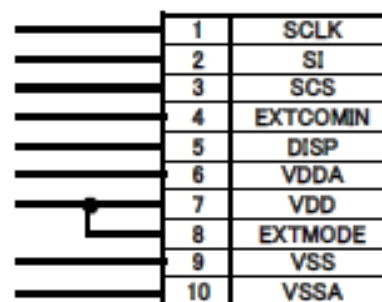 1 SCLK
2 SI
3 SCS
4 EXTCOMIN
5 DISP
6 VDDA
7 VDD
8 EXTMODE
9 VSS
10 VSSA